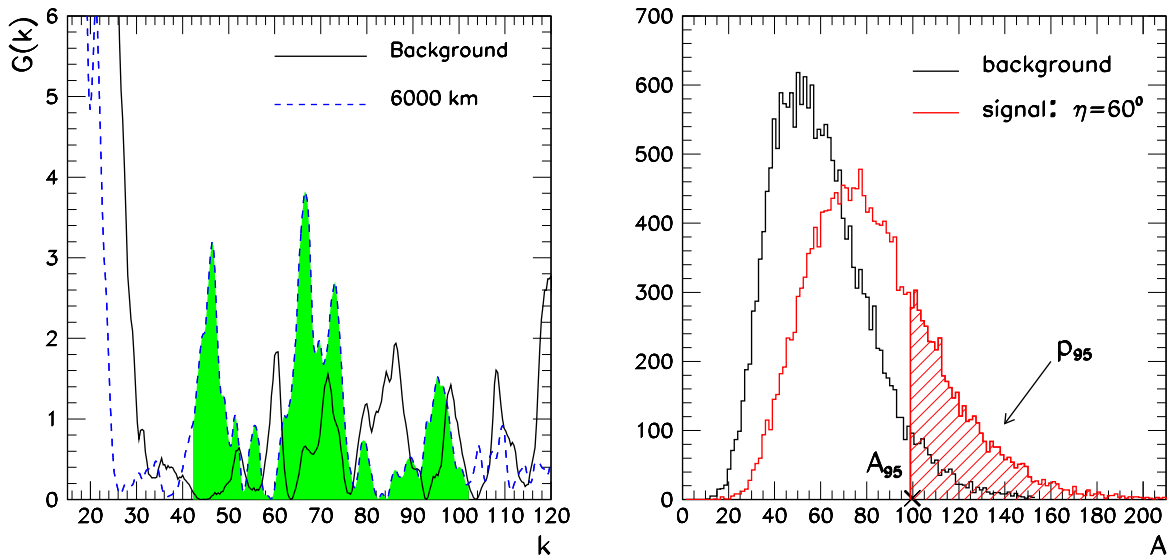 G(k)
6
5
4
3
2
1
0
Background
6000 km
20 30 40 50 60 70 80 90 100 110 120
k
700
600
500
400
300
200
100
0
background
signal: η=60⁰
p₉₅
A₉₅
0 20 40 60 80 100 120 140 160 180 200
A